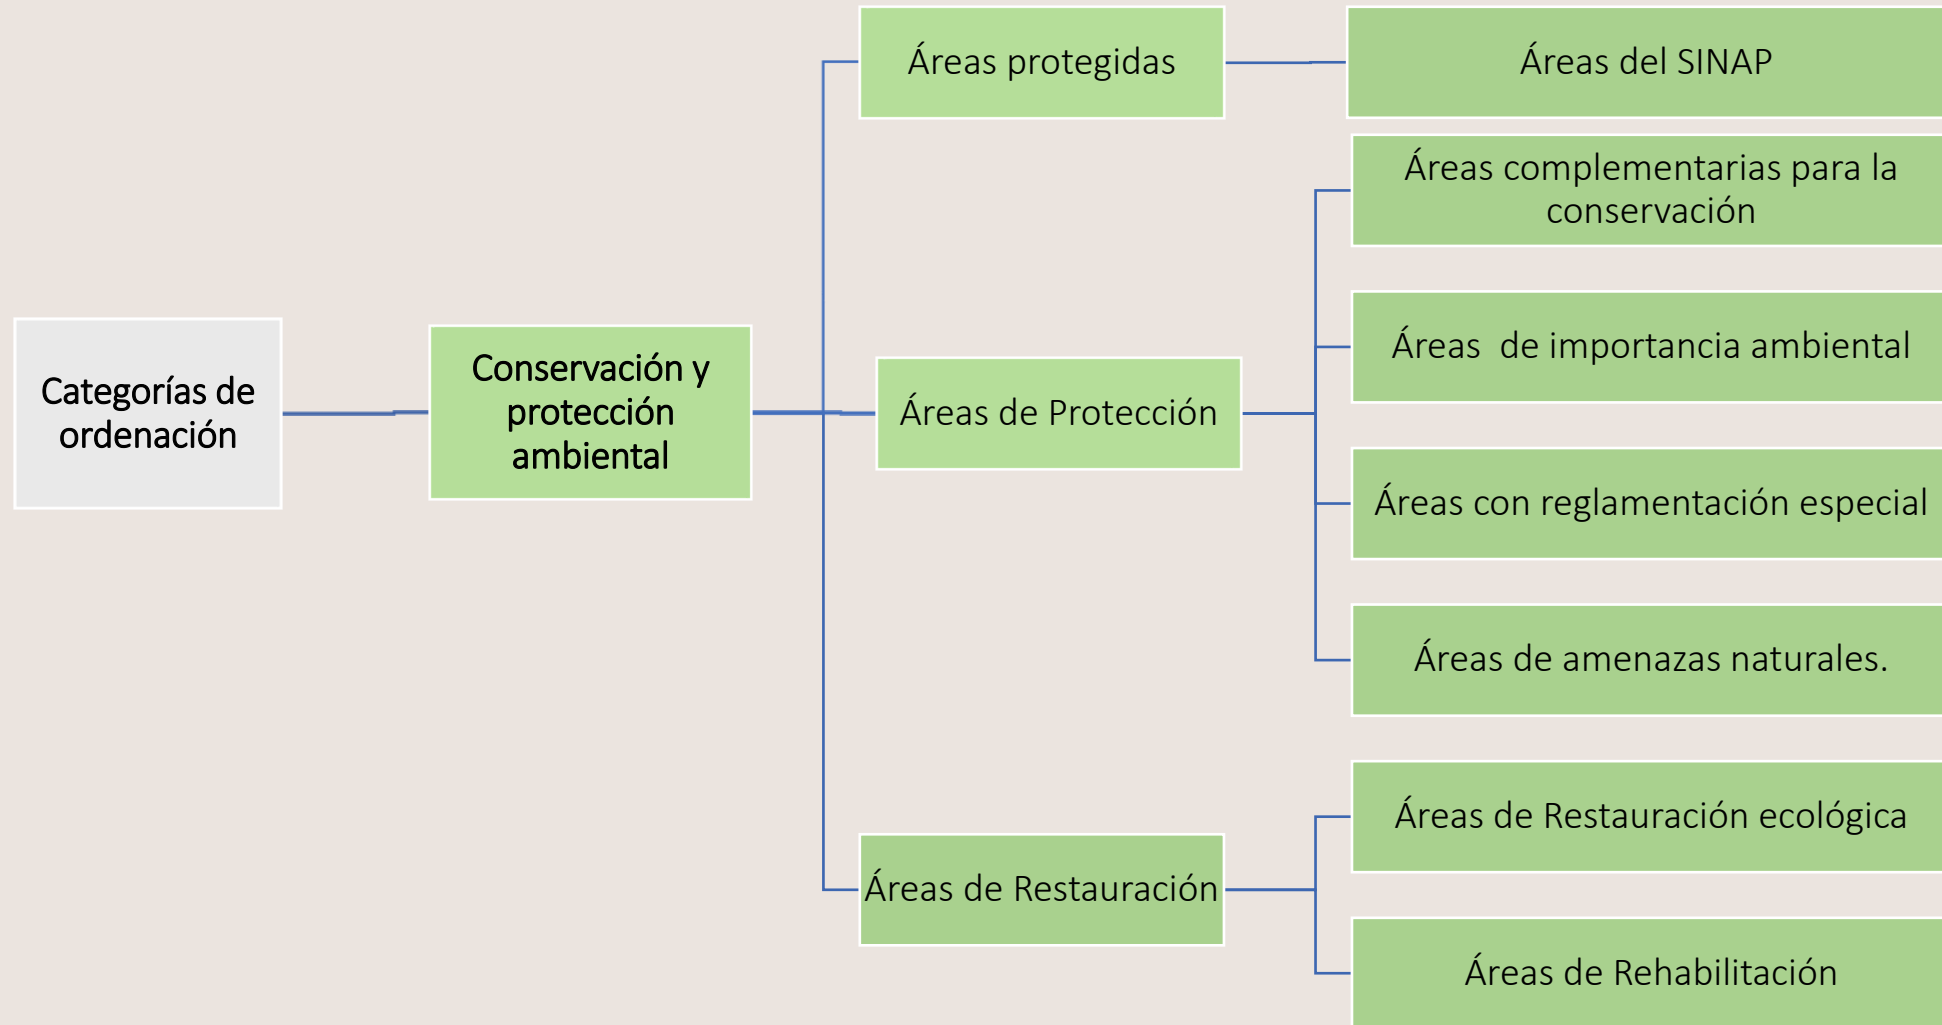 Categorías de
ordenación
Conservación y
protección
ambiental
Áreas protegidas
Áreas del SINAP
Áreas de Protección
Áreas complementarias para la
conservación
Áreas de importancia ambiental
Áreas con reglamentación especial
Áreas de amenazas naturales.
Áreas de Restauración
Áreas de Restauración ecológica
Áreas de Rehabilitación